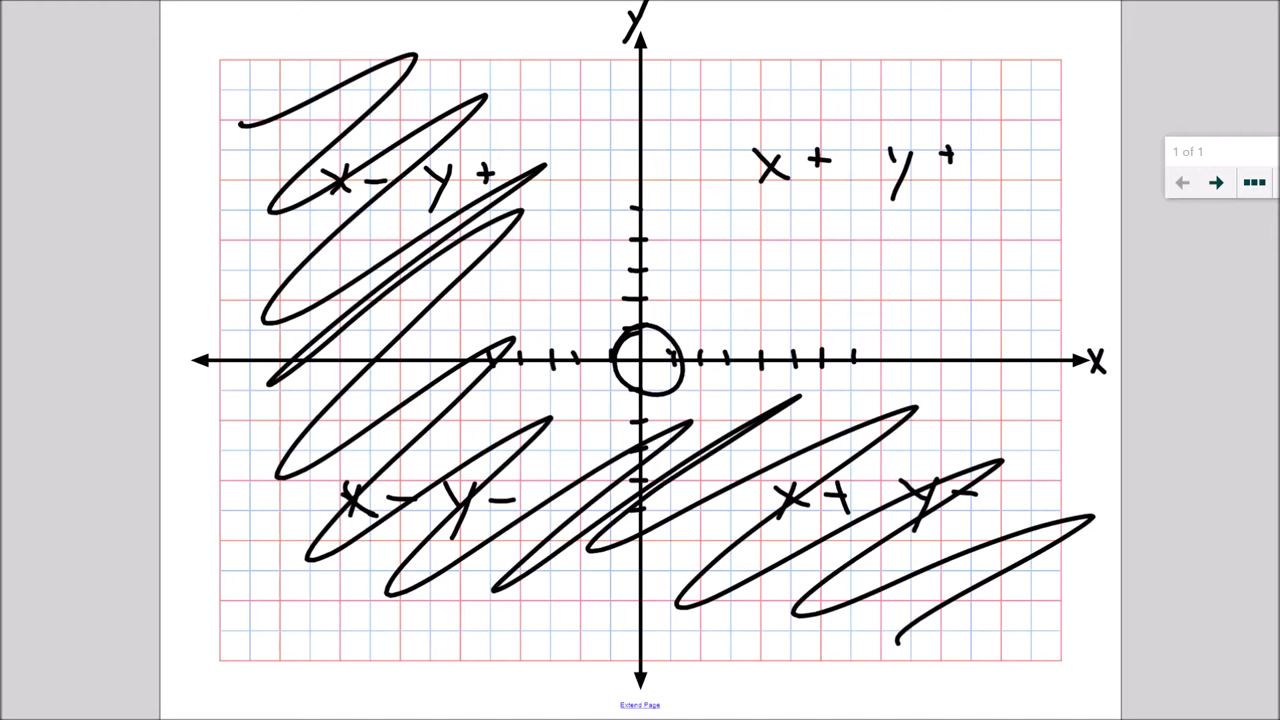 y
x + y +
x - y +
x
x - y -
x + y -
1 of 1
Extend Page